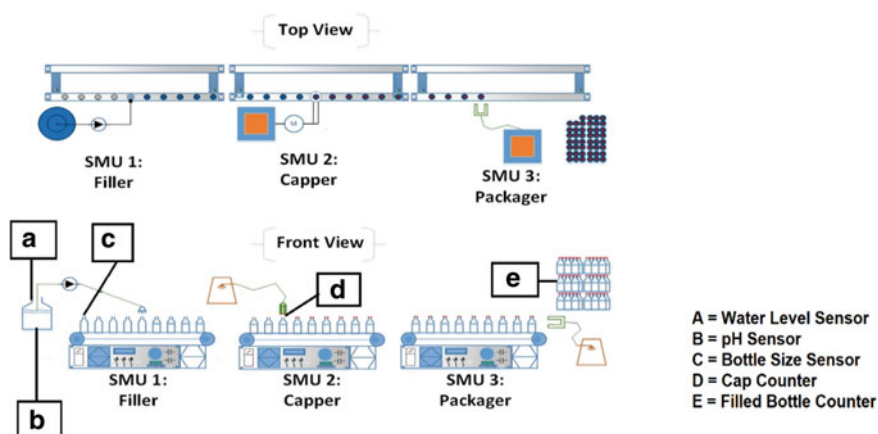 Top View
M
SMU 1:
Filler
SMU 2:
Capper
SMU 3:
Packager
Front View
a
c
d
e
b
SMU 1:
Filler
SMU 2:
Capper
SMU 3:
Packager
A = Water Level Sensor
B = pH Sensor
C = Bottle Size Sensor
D = Cap Counter
E = Filled Bottle Counter